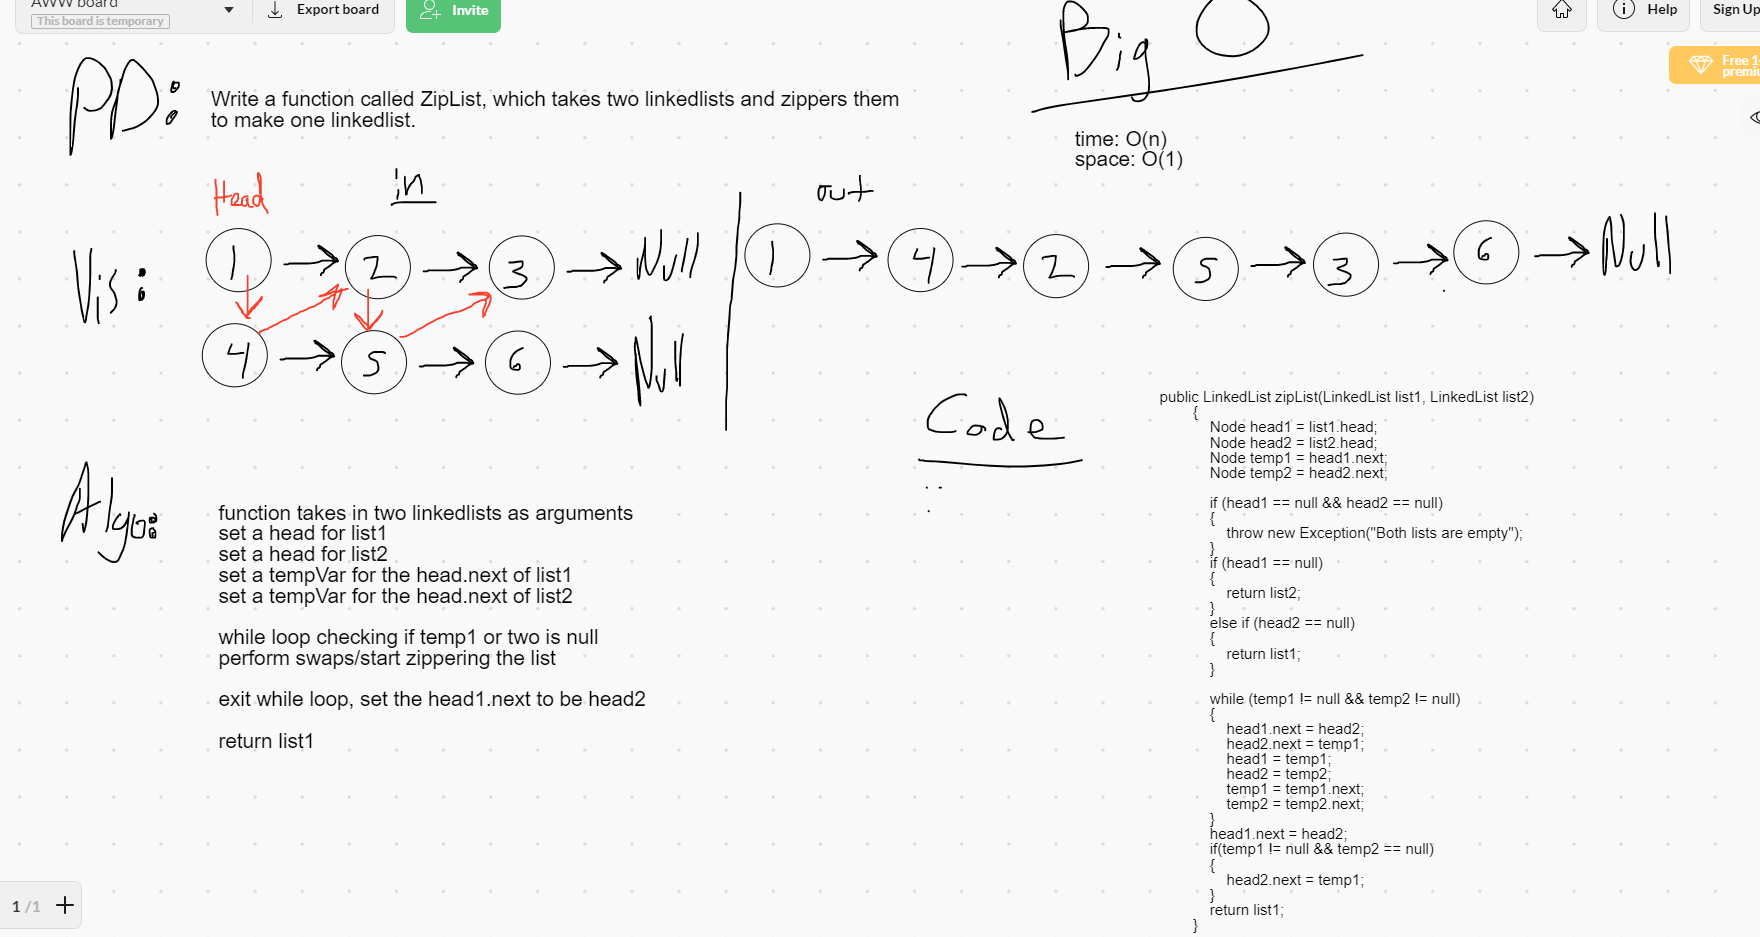 AWW board
This board is temporary
Export board
Invite
Help
Sign Up
Free 1
premiu
PD:
Write a function called ZipList, which takes two linkedlists and zippers them
to make one linkedlist.
Big O
time: O(n)
space: O(1)
Head
in
out
Vis:
1 2 3 Null
4 5 6 Null
1 4 2 5 3 6 Null
Algo:
function takes in two linkedlists as arguments
set a head for list1
set a head for list2
set a tempVar for the head.next of list1
set a tempVar for the head.next of list2
while loop checking if temp1 or two is null
perform swaps/start zippering the list
exit while loop, set the head1.next to be head2
return list1
Code
public LinkedList zipList(LinkedList list1, LinkedList list2)
{
Node head1 = list1.head;
Node head2 = list2.head;
Node temp1 = head1.next;
Node temp2 = head2.next;
if (head1 == null && head2 == null)
{
throw new Exception("Both lists are empty");
}
if (head1 == null)
{
return list2;
}
else if (head2 == null)
{
return list1;
}
while (temp1 != null && temp2 != null)
{
head1.next = head2;
head2.next = temp1;
head1 = temp1;
head2 = temp2;
temp1 = temp1.next;
temp2 = temp2.next;
}
head1.next = head2;
if(temp1 != null && temp2 == null)
{
head2.next = temp1;
}
return list1;
}
1 /1 +